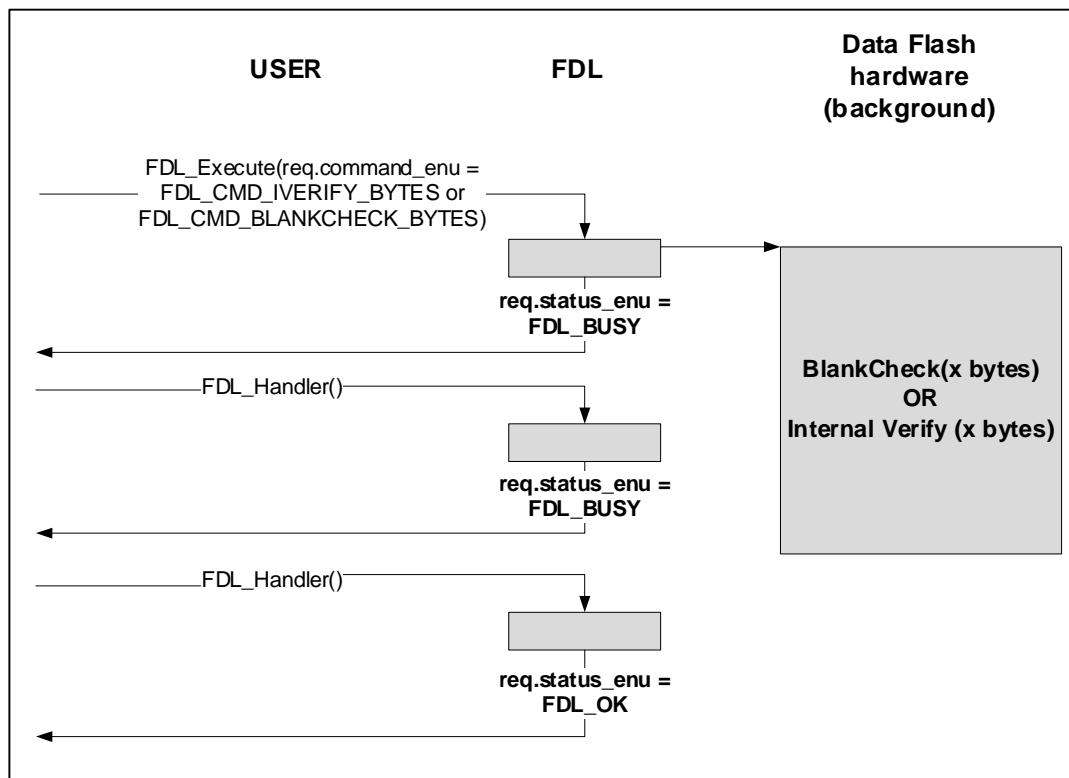 USER
FDL
Data Flash
hardware
(background)
FDL_Execute(req.command_enu =
FDL_CMD_IVERIFY_BYTES or
FDL_CMD_BLANKCHECK_BYTES)
req.status_enu =
FDL_BUSY
BlankCheck(x bytes)
OR
Internal Verify (x bytes)
FDL_Handler()
req.status_enu =
FDL_BUSY
FDL_Handler()
req.status_enu =
FDL_OK